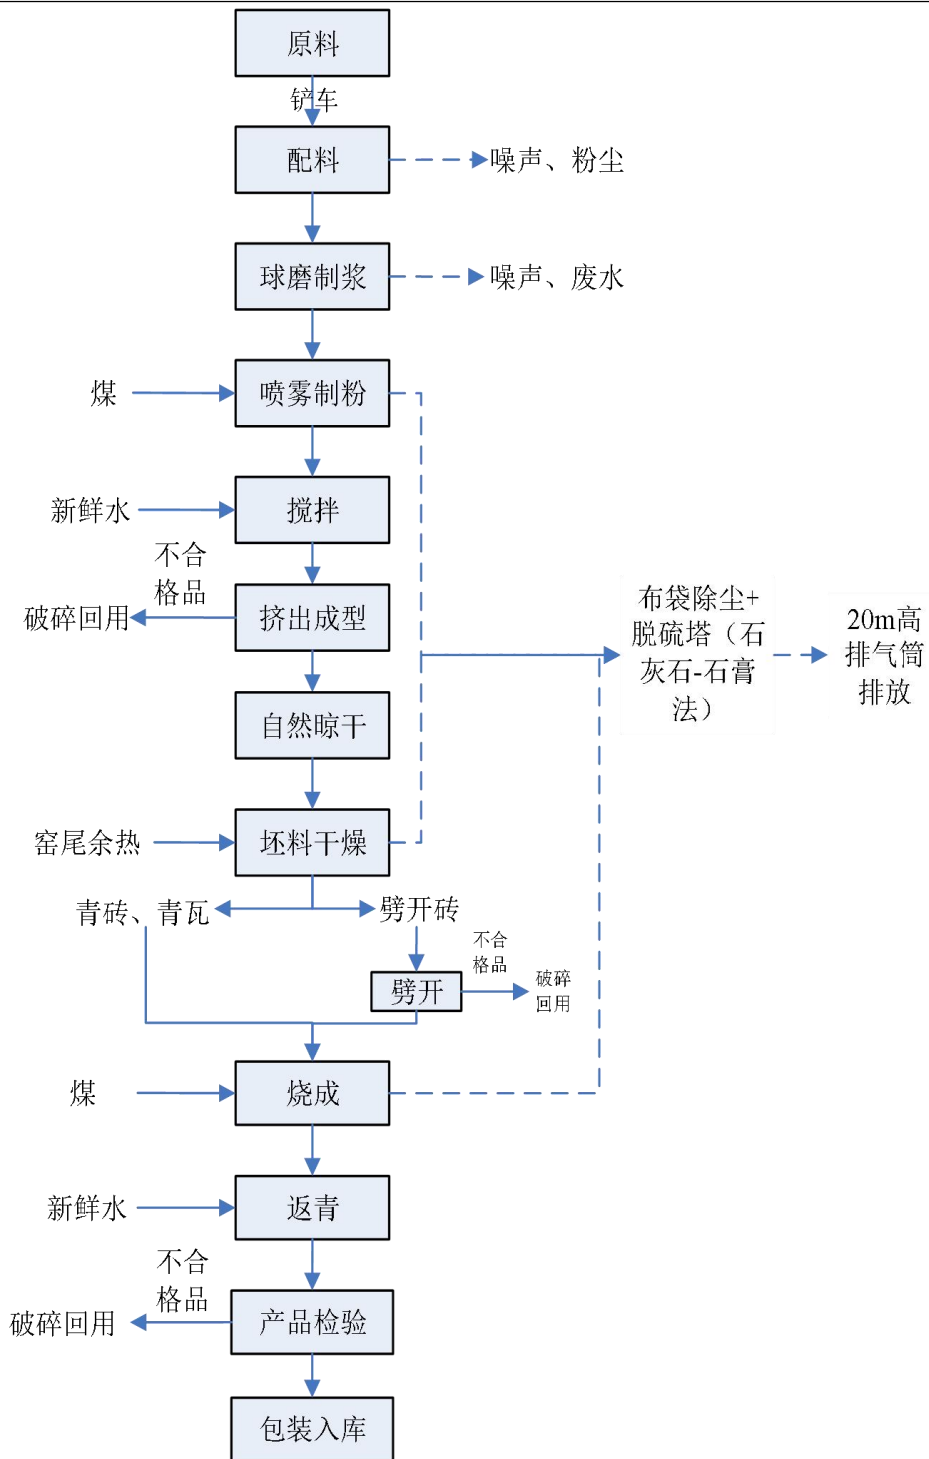 原料
铲车
配料
噪声、粉尘
球磨制浆
噪声、废水
煤
喷雾制粉
新鲜水
搅拌
不合
格品
破碎回用
挤出成型
布袋除尘+
脱硫塔（石
灰石-石膏
法）
20m高
排气筒
排放
自然晾干
窑尾余热
坯料干燥
青砖、青瓦
劈开砖
不合
格品
劈开
破碎
回用
煤
烧成
新鲜水
返青
不合
格品
破碎回用
产品检验
包装入库